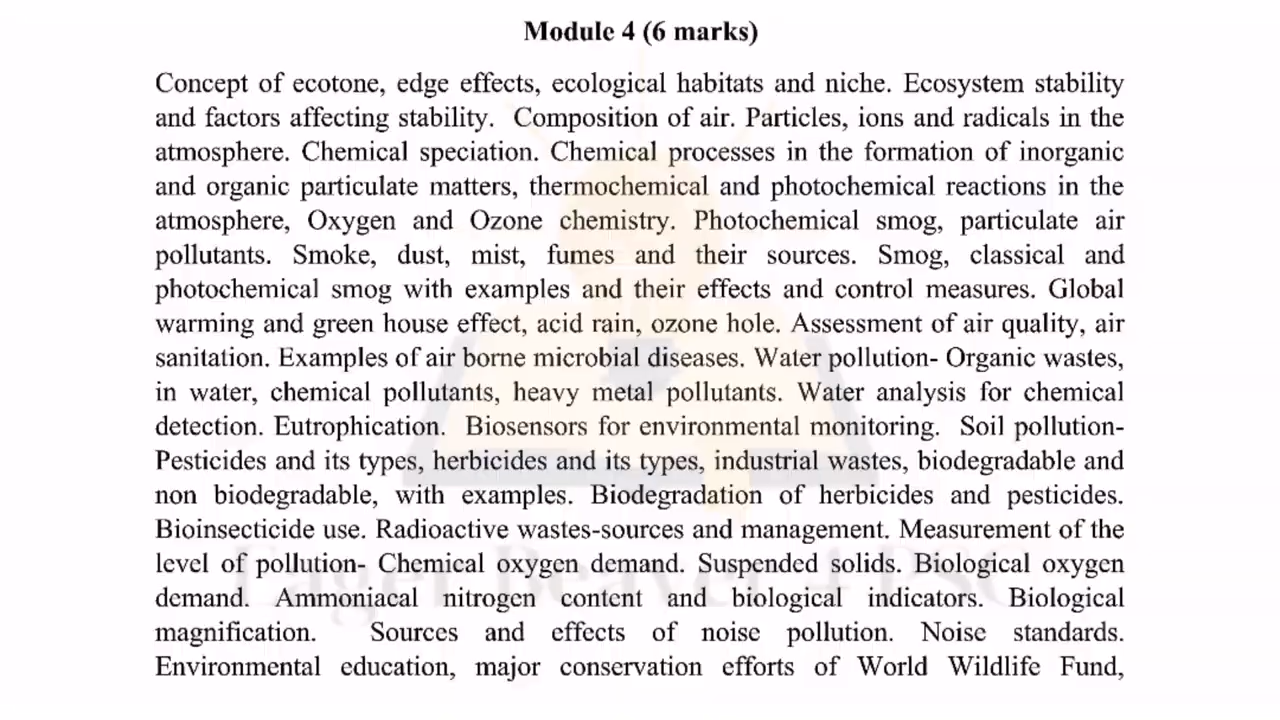 Module 4 (6 marks)
Concept of ecotone, edge effects, ecological habitats and niche. Ecosystem stability
and factors affecting stability. Composition of air. Particles, ions and radicals in the
atmosphere. Chemical speciation. Chemical processes in the formation of inorganic
and organic particulate matters, thermochemical and photochemical reactions in the
atmosphere, Oxygen and Ozone chemistry. Photochemical smog, particulate air
pollutants. Smoke, dust, mist, fumes and their sources. Smog, classical and
photochemical smog with examples and their effects and control measures. Global
warming and green house effect, acid rain, ozone hole. Assessment of air quality, air
sanitation. Examples of air borne microbial diseases. Water pollution- Organic wastes,
in water, chemical pollutants, heavy metal pollutants. Water analysis for chemical
detection. Eutrophication. Biosensors for environmental monitoring. Soil pollution-
Pesticides and its types, herbicides and its types, industrial wastes, biodegradable and
non biodegradable, with examples. Biodegradation of herbicides and pesticides.
Bioinsecticide use. Radioactive wastes-sources and management. Measurement of the
level of pollution- Chemical oxygen demand. Suspended solids. Biological oxygen
demand. Ammoniacal nitrogen content and biological indicators. Biological
magnification. Sources and effects of noise pollution. Noise standards.
Environmental education, major conservation efforts of World Wildlife Fund,